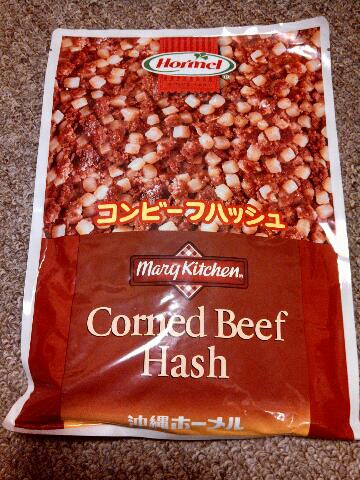 Hormel
コンビーフハッシュ
Mary Kitchen
Corned Beef
Hash
沖縄ホーメル